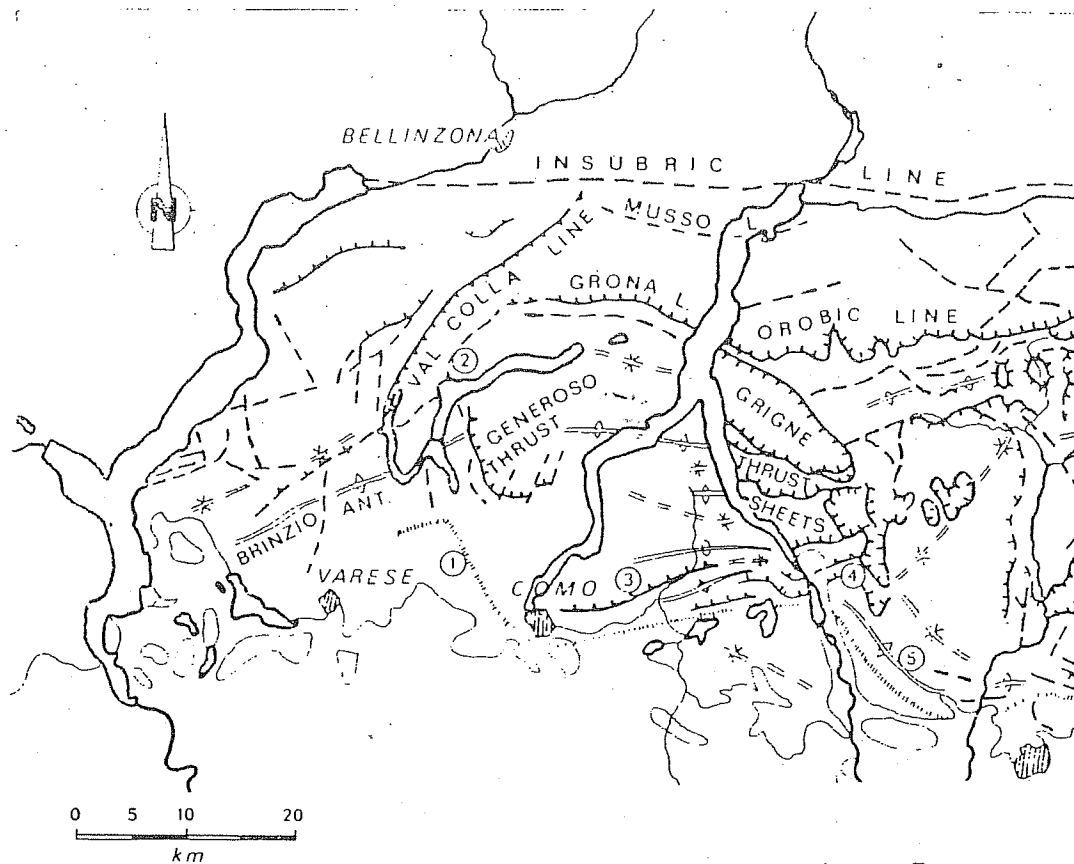 BELLINZONA
INSUBRIC LINE
N
MUSSO L.
VAL COLLA LINE
GRONA L.
OROBIC LINE
2
GENEROSO
THRUST
GRIGNE
THRUST
SHEETS
BRINZIO ANT.
1
VARESE
COMO
3
4
5
0 5 10 20
km